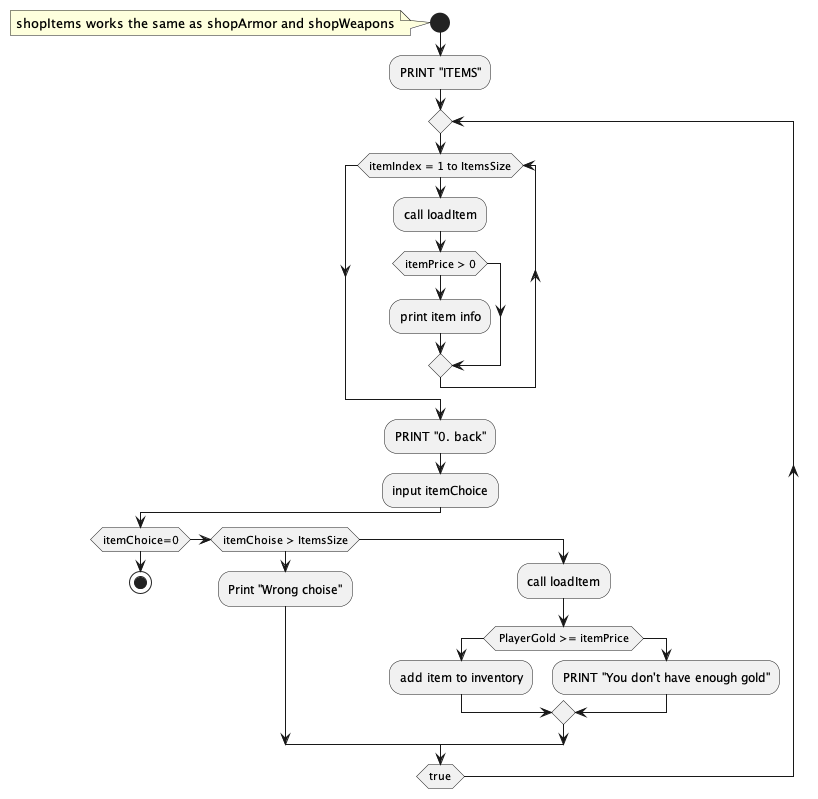 shopItems works the same as shopArmor and shopWeapons
PRINT "ITEMS"
itemIndex = 1 to ItemsSize
call loadItem
itemPrice > 0
print item info
PRINT "0. back"
input itemChoice
itemChoice=0
itemChoise > ItemsSize
Print "Wrong choise"
call loadItem
PlayerGold >= itemPrice
add item to inventory
PRINT "You don't have enough gold"
true